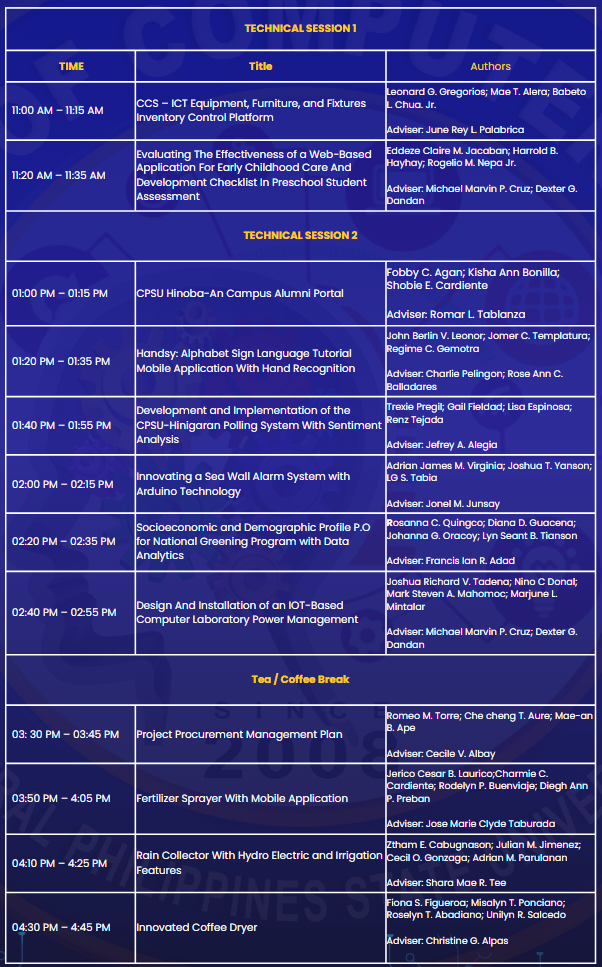 TECHNICAL SESSION 1
TIME
Title
Authors
11:00 AM – 11:15 AM
CCS – ICT Equipment, Furniture, and Fixtures
Inventory Control Platform
Leonard G. Gregorios; Mae T. Alera; Babeto
L. Chua. Jr.
Adviser: June Rey L. Palabrica
11:20 AM – 11:35 AM
Evaluating The Effectiveness of a Web-Based
Application For Early Childhood Care And
Development Checklist In Preschool Student
Assessment
Eddeze Claire M. Jacaban; Harrold B.
Hayhay; Rogelio M. Nepa Jr.
Adviser: Michael Marvin P. Cruz; Dexter G.
Dandan
TECHNICAL SESSION 2
01:00 PM – 01:15 PM
CPSU Hinoba-An Campus Alumni Portal
Fobby C. Agan; Kisha Ann Bonilla;
Shobie E. Cardiente
Adviser: Romar L. Tablanza
01:20 PM – 01:35 PM
Handsy: Alphabet Sign Language Tutorial
Mobile Application With Hand Recognition
John Berlin V. Leonor; Jomer C. Templatura;
Regime C. Gemotra
Adviser: Charlie Pelingon; Rose Ann C.
Balladares
01:40 PM – 01:55 PM
Development and Implementation of the
CPSU-Hinigaran Polling System With Sentiment
Analysis
Trexie Pregil; Gail Fieldad; Lisa Espinosa;
Renz Tejada
Adviser: Jefrey A. Alegia
02:00 PM – 02:15 PM
Innovating a Sea Wall Alarm System with
Arduino Technology
Adrian James M. Virginia; Joshua T. Yanson;
LG S. Tabia
Adviser: Jonel M. Junsay
02:20 PM – 02:35 PM
Socioeconomic and Demographic Profile P.O
for National Greening Program with Data
Analytics
Rosanna C. Quingco; Diana D. Guacena;
Johanna G. Oracoy; Lyn Seant B. Tianson
Adviser: Francis Ian R. Adad
02:40 PM – 02:55 PM
Design And Installation of an IOT-Based
Computer Laboratory Power Management
Joshua Richard V. Tadena; Nino C Donal;
Mark Steven A. Mahomoc; Marjune L.
Mintalar
Adviser: Michael Marvin P. Cruz; Dexter G.
Dandan
Tea / Coffee Break
03: 30 PM – 03:45 PM
Project Procurement Management Plan
Romeo M. Torre; Che cheng T. Aure; Mae-an
B. Ape
Adviser: Cecile V. Albay
03:50 PM – 4:05 PM
Fertilizer Sprayer With Mobile Application
Jerico Cesar B. Laurico;Charmie C.
Cardiente; Rodelyn P. Buenviaje; Diegh Ann
P. Preban
Adviser: Jose Marie Clyde Taburada
04:10 PM – 4:25 PM
Rain Collector With Hydro Electric and Irrigation
Features
Ztham E. Cabugnason; Julian M. Jimenez;
Cecil O. Gonzaga; Adrian M. Parulanan
Adviser: Shara Mae R. Tee
04:30 PM – 4:45 PM
Innovated Coffee Dryer
Fiona S. Figueroa; Misalyn T. Ponciano;
Roselyn T. Abadiano; Unilyn R. Salcedo
Adviser: Christine G. Alpas
OF COMPUTE
SINCE
2008
RAL PHILIPPINES STATE UNIVER